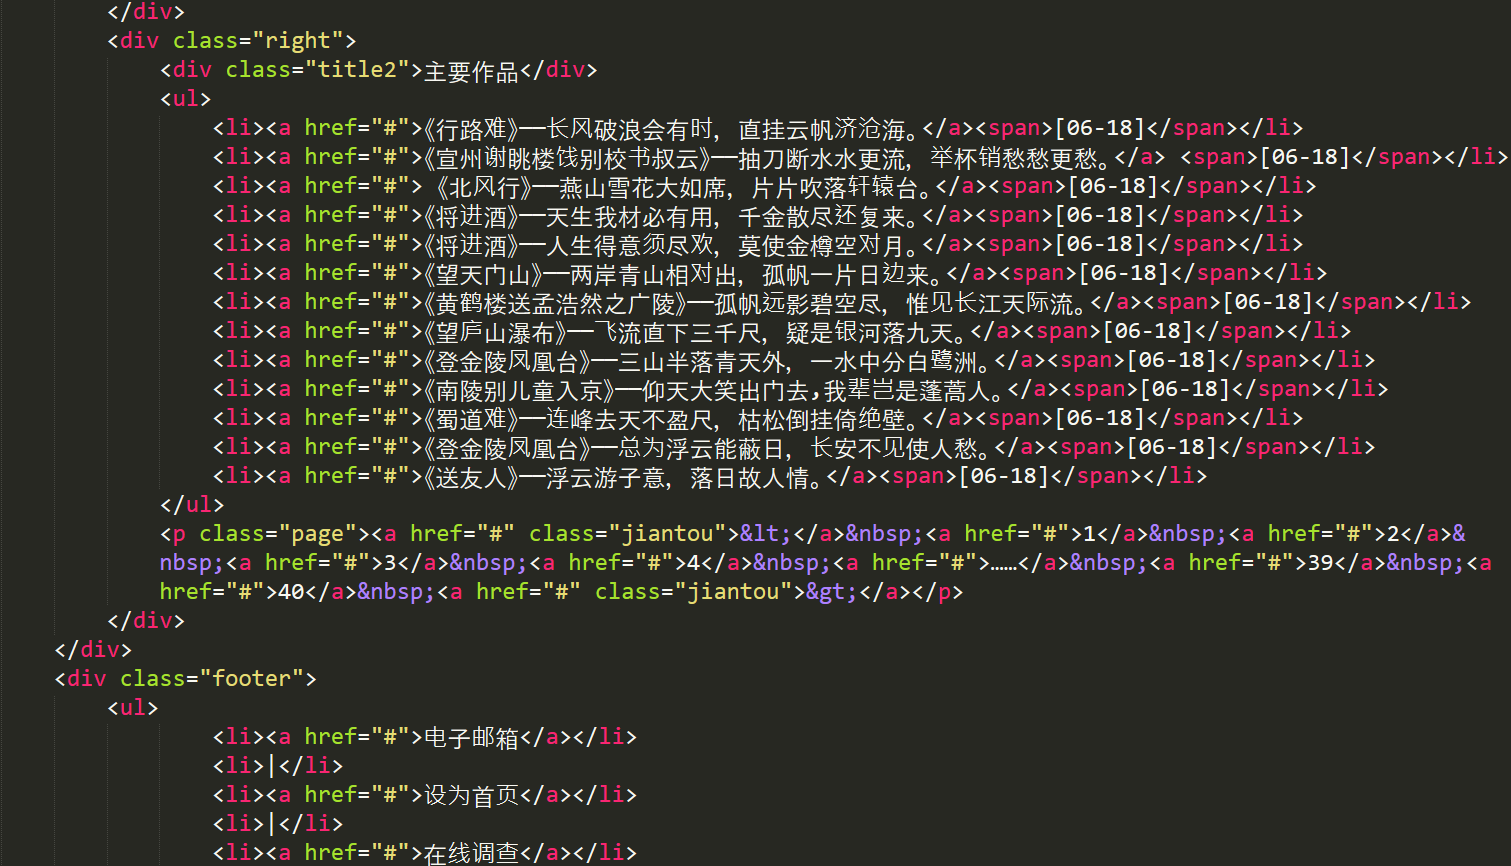 </div>
<div class="right">
<div class="title2">主要作品</div>
<ul>
<li><a href="#">《行路难》——长风破浪会有时，直挂云帆济沧海。</a><span>[06-18]</span></li>
<li><a href="#">《宣州谢眺楼饯别校书叔云》——抽刀断水水更流，举杯销愁愁更愁。</a> <span>[06-18]</span></li>
<li><a href="#"> 《北风行》——燕山雪花大如席，片片吹落轩辕台。</a><span>[06-18]</span></li>
<li><a href="#">《将进酒》——天生我材必有用，千金散尽还复来。</a><span>[06-18]</span></li>
<li><a href="#">《将进酒》——人生得意须尽欢，莫使金樽空对月。</a><span>[06-18]</span></li>
<li><a href="#">《望天门山》——两岸青山相对出，孤帆一片日边来。</a><span>[06-18]</span></li>
<li><a href="#">《黄鹤楼送孟浩然之广陵》——孤帆远影碧空尽，惟见长江天际流。</a><span>[06-18]</span></li>
<li><a href="#">《望庐山瀑布》——飞流直下三千尺，疑是银河落九天。</a><span>[06-18]</span></li>
<li><a href="#">《登金陵凤凰台》——三山半落青天外，一水中分白鹭洲。</a><span>[06-18]</span></li>
<li><a href="#">《南陵别儿童入京》——仰天大笑出门去,我辈岂是蓬蒿人。</a><span>[06-18]</span></li>
<li><a href="#">《蜀道难》——连峰去天不盈尺，枯松倒挂倚绝壁。</a><span>[06-18]</span></li>
<li><a href="#">《登金陵凤凰台》——总为浮云能蔽日，长安不见使人愁。</a><span>[06-18]</span></li>
<li><a href="#">《送友人》——浮云游子意，落日故人情。</a><span>[06-18]</span></li>
</ul>
<p class="page"><a href="#" class="jiantou">&lt;</a>&nbsp;<a href="#">1</a>&nbsp;<a href="#">2</a>&
nbsp;<a href="#">3</a>&nbsp;<a href="#">4</a>&nbsp;<a href="#">……</a>&nbsp;<a href="#">39</a>&nbsp;<a
href="#">40</a>&nbsp;<a href="#" class="jiantou">&gt;</a></p>
</div>
</div>
<div class="footer">
<ul>
<li><a href="#">电子邮箱</a></li>
<li>|</li>
<li><a href="#">设为首页</a></li>
<li>|</li>
<li><a href="#">在线调查</a></li>